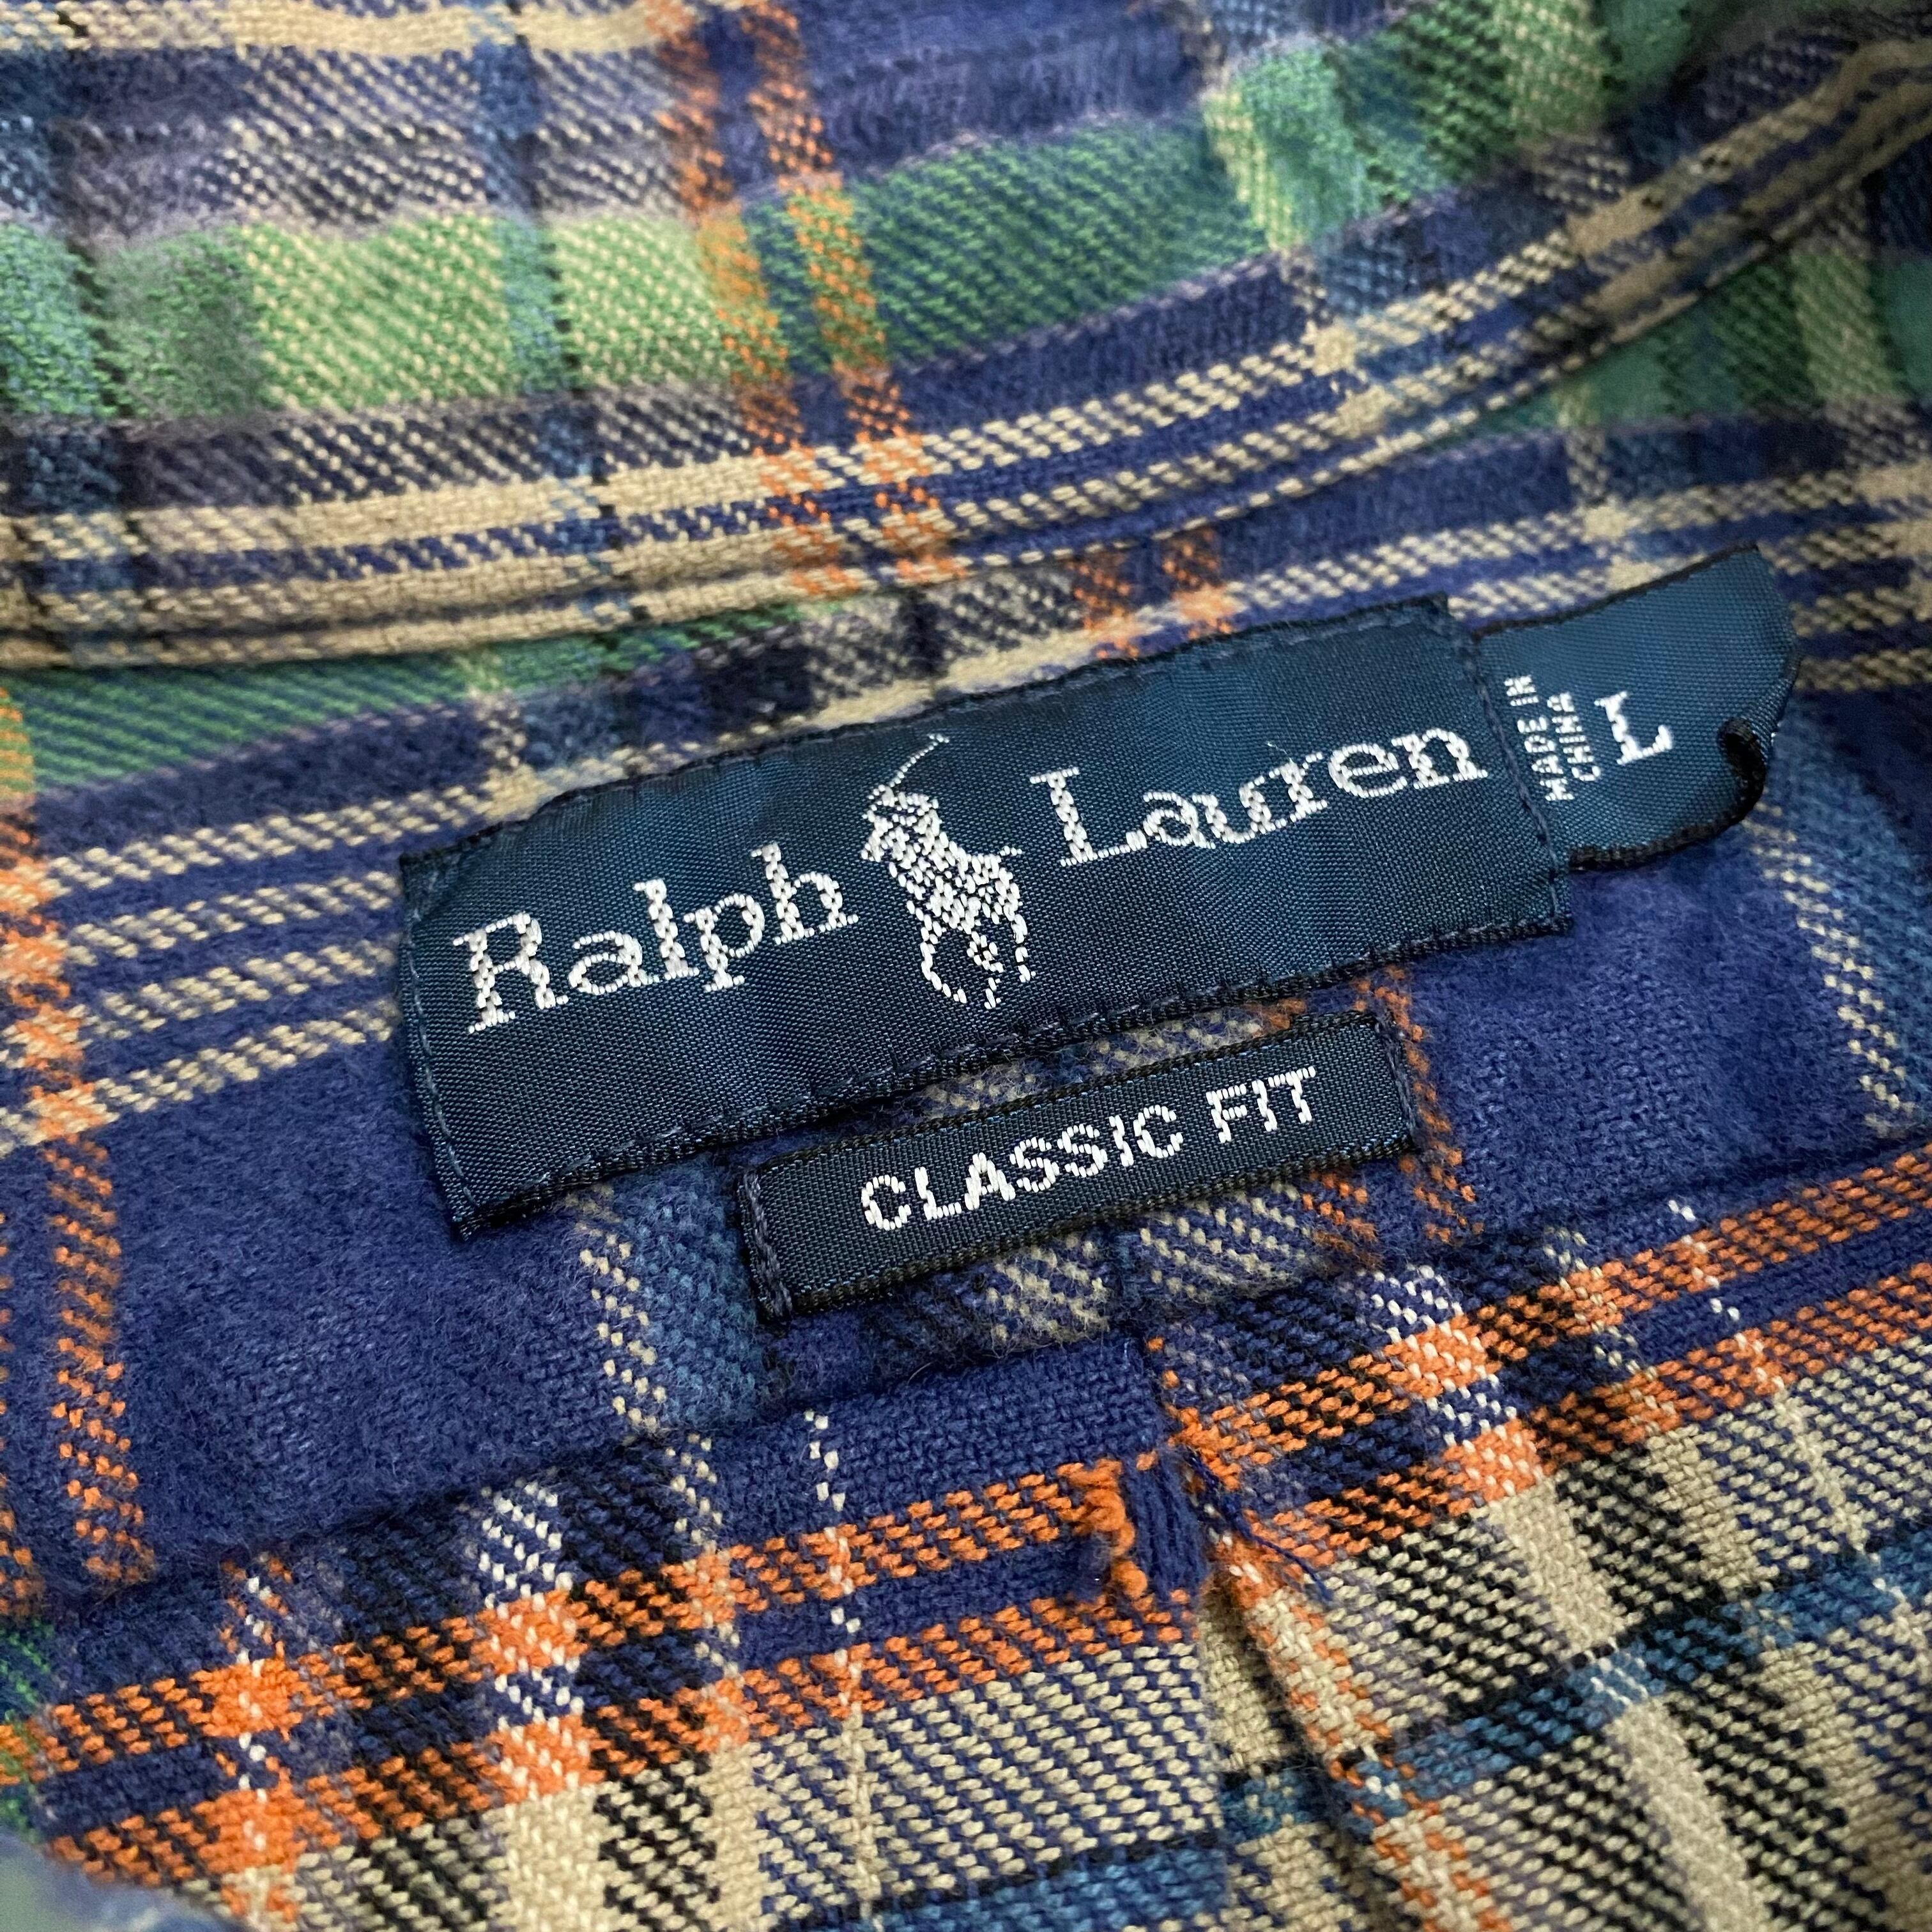 Ralph Lauren
MADE IN
CHINA
L
CLASSIC FIT